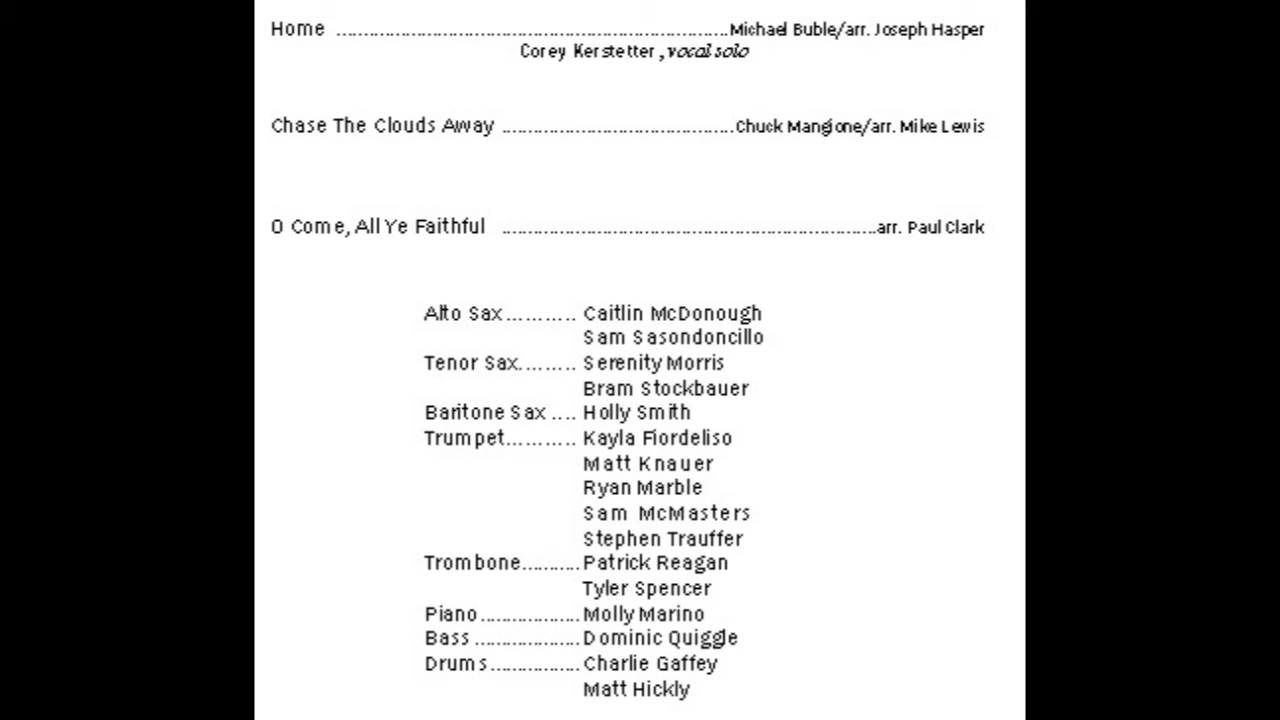 Home ..............................................................Michael Buble/arr. Joseph Hasper
Corey Kerstetter, vocal solo
Chase The Clouds Away .....................................Chuck Mangione/arr. Mike Lewis
O Come, All Ye Faithful ...........................................................arr. Paul Clark
Alto Sax.......... Caitlin McDonough
Sam Sasondoncillo
Tenor Sax......... Serenity Morris
Bram Stockbauer
Baritone Sax .... Holly Smith
Trumpet.......... Kayla Fiordeliso
Matt Knauer
Ryan Marble
Sam McMasters
Stephen Trauffer
Trombone..........Patrick Reagan
Tyler Spencer
Piano .................Molly Marino
Bass ..................Dominic Quiggle
Drums...............Charlie Gaffey
Matt Hickly